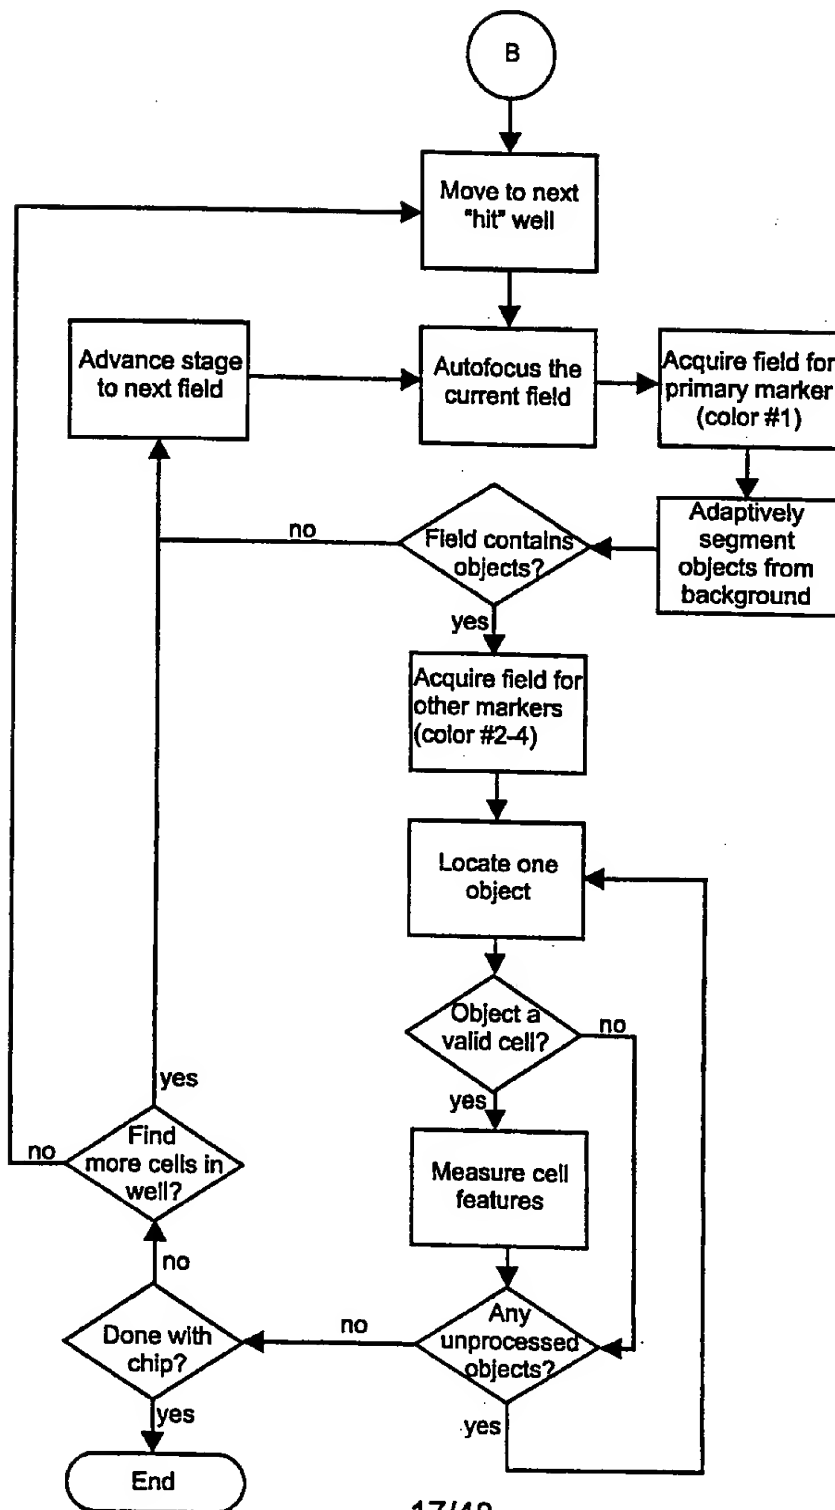 B
Move to next
"hit" well
Advance stage
to next field
Autofocus the
current field
Acquire field for
primary marker
(color #1)
Adaptively
segment
objects from
background
Field contains
objects?
no
yes
Acquire field for
other markers
(color #2-4)
Locate one
object
Object a
valid cell?
no
yes
Measure cell
features
Any
unprocessed
objects?
no
yes
Done with
chip?
no
yes
Find
more cells in
well?
no
yes
End
17/48